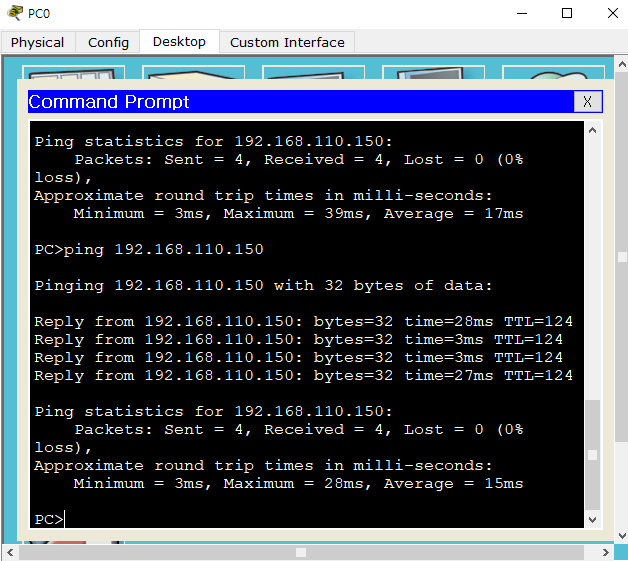 PC0
Physical Config Desktop Custom Interface
Command Prompt X
Ping statistics for 192.168.110.150:
    Packets: Sent = 4, Received = 4, Lost = 0 (0%
loss),
Approximate round trip times in milli-seconds:
    Minimum = 3ms, Maximum = 39ms, Average = 17ms
PC>ping 192.168.110.150
Pinging 192.168.110.150 with 32 bytes of data:
Reply from 192.168.110.150: bytes=32 time=28ms TTL=124
Reply from 192.168.110.150: bytes=32 time=3ms TTL=124
Reply from 192.168.110.150: bytes=32 time=3ms TTL=124
Reply from 192.168.110.150: bytes=32 time=27ms TTL=124
Ping statistics for 192.168.110.150:
    Packets: Sent = 4, Received = 4, Lost = 0 (0%
loss),
Approximate round trip times in milli-seconds:
    Minimum = 3ms, Maximum = 28ms, Average = 15ms
PC>